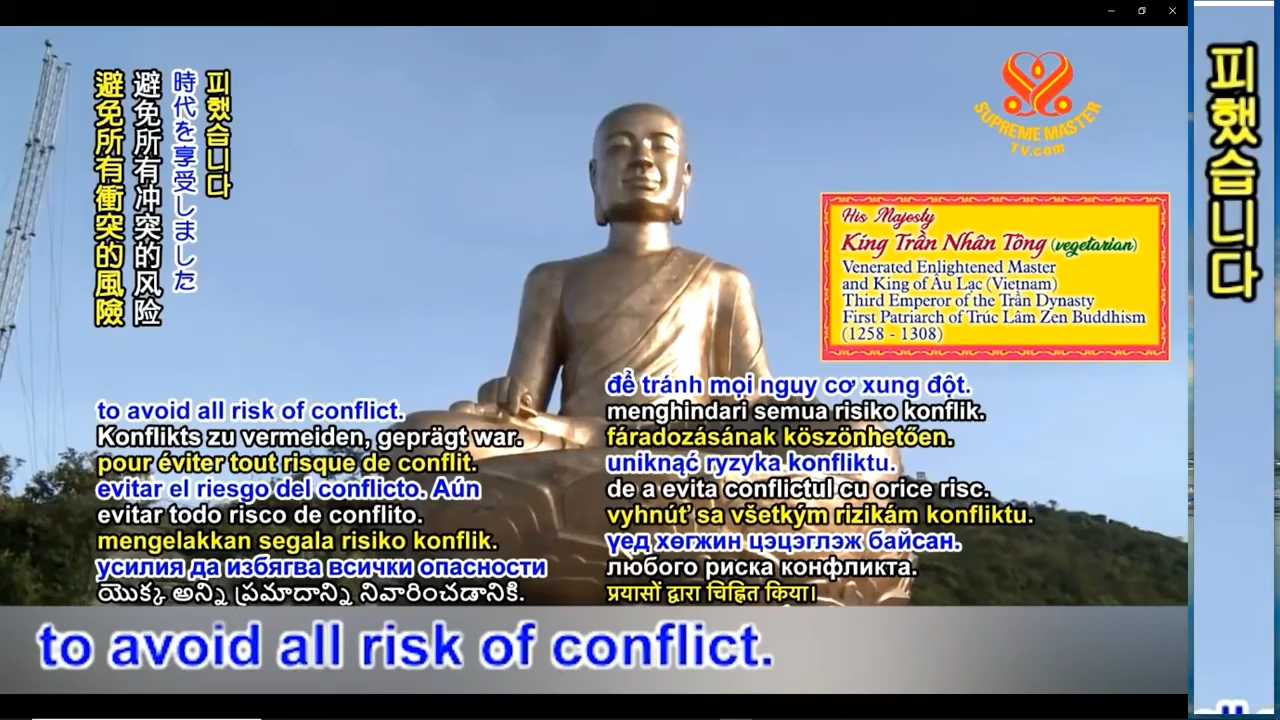 피했습니다
時代を享受しました
避免所有冲突的风险
避免所有衝突的風險
SUPREME MASTER
TV.com
His Majesty
King Trần Nhân Tông (vegetarian)
Venerated Enlightened Master
and King of Âu Lạc (Vietnam)
Third Emperor of the Trần Dynasty
First Patriarch of Trúc Lâm Zen Buddhism
(1258 - 1308)
to avoid all risk of conflict.
Konflikts zu vermeiden, geprägt war.
pour éviter tout risque de conflit.
evitar el riesgo del conflicto. Aún
evitar todo risco de conflito.
mengelakkan segala risiko konflik.
усилия да избягва всички опасности
యొక్క అన్ని ప్రమాదాన్ని నివారించడానికి.
để tránh mọi nguy cơ xung đột.
menghindari semua risiko konflik.
fáradozásának köszönhetően.
uniknąć ryzyka konfliktu.
de a evita conflictul cu orice risc.
vyhnúť sa všetkým rizikám konfliktu.
үед хөгжин цэцэглэж байсан.
любого риска конфликта.
प्रयासों द्वारा चिह्नित किया।
to avoid all risk of conflict.
피했습니다